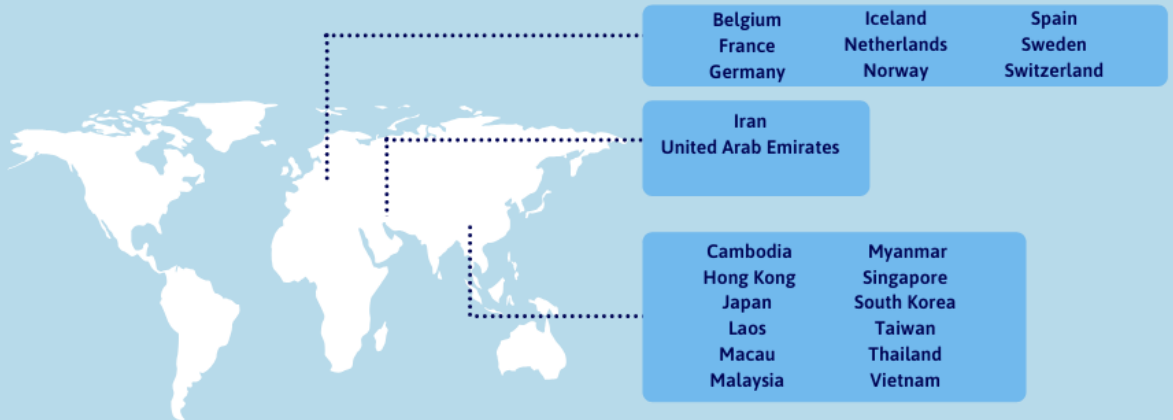 Belgium
France
Germany
Iceland
Netherlands
Norway
Spain
Sweden
Switzerland
Iran
United Arab Emirates
Cambodia
Hong Kong
Japan
Laos
Macau
Malaysia
Myanmar
Singapore
South Korea
Taiwan
Thailand
Vietnam